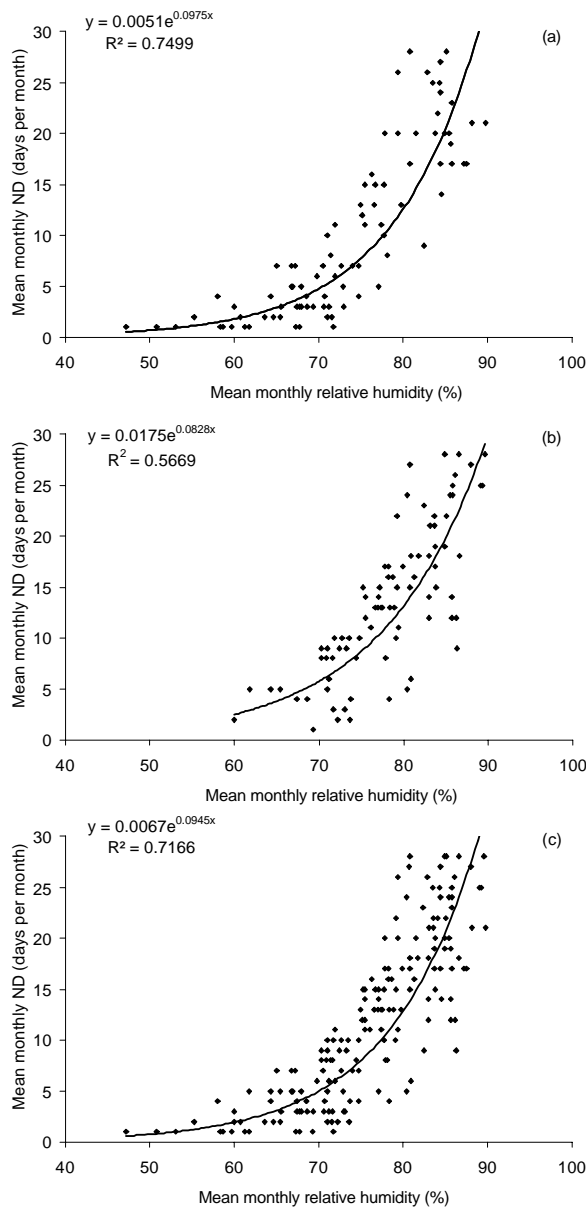 y = 0.0051e^0.0975x
R² = 0.7499
(a)
30
25
20
15
10
5
0
Mean monthly ND (days per month)
40 50 60 70 80 90 100
Mean monthly relative humidity (%)
y = 0.0175e^0.0828x
R² = 0.5669
(b)
30
25
20
15
10
5
0
Mean monthly ND (days per month)
40 50 60 70 80 90 100
Mean monthly relative humidity (%)
y = 0.0067e^0.0945x
R² = 0.7166
(c)
30
25
20
15
10
5
0
Mean monthly ND (days per month)
40 50 60 70 80 90 100
Mean monthly relative humidity (%)